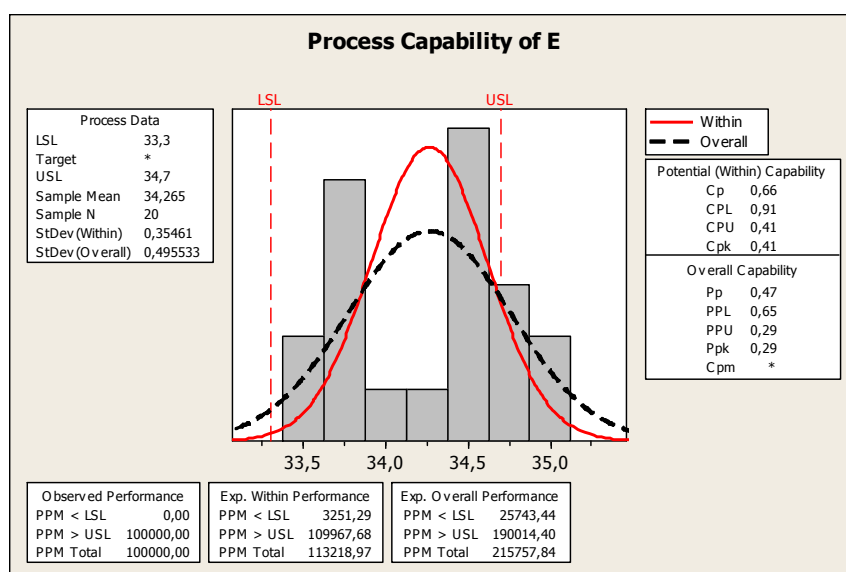 Process Capability of E
LSL
USL
Process Data
LSL 33,3
Target *
USL 34,7
Sample Mean 34,265
Sample N 20
StDev(Within) 0,35461
StDev(Overall) 0,495533
Within
Overall
Potential (Within) Capability
Cp 0,66
CPL 0,91
CPU 0,41
Cpk 0,41
Overall Capability
Pp 0,47
PPL 0,65
PPU 0,29
Ppk 0,29
Cpm *
33,5 34,0 34,5 35,0
Observed Performance
PPM < LSL 0,00
PPM > USL 100000,00
PPM Total 100000,00
Exp. Within Performance
PPM < LSL 3251,29
PPM > USL 109967,68
PPM Total 113218,97
Exp. Overall Performance
PPM < LSL 25743,44
PPM > USL 190014,40
PPM Total 215757,84